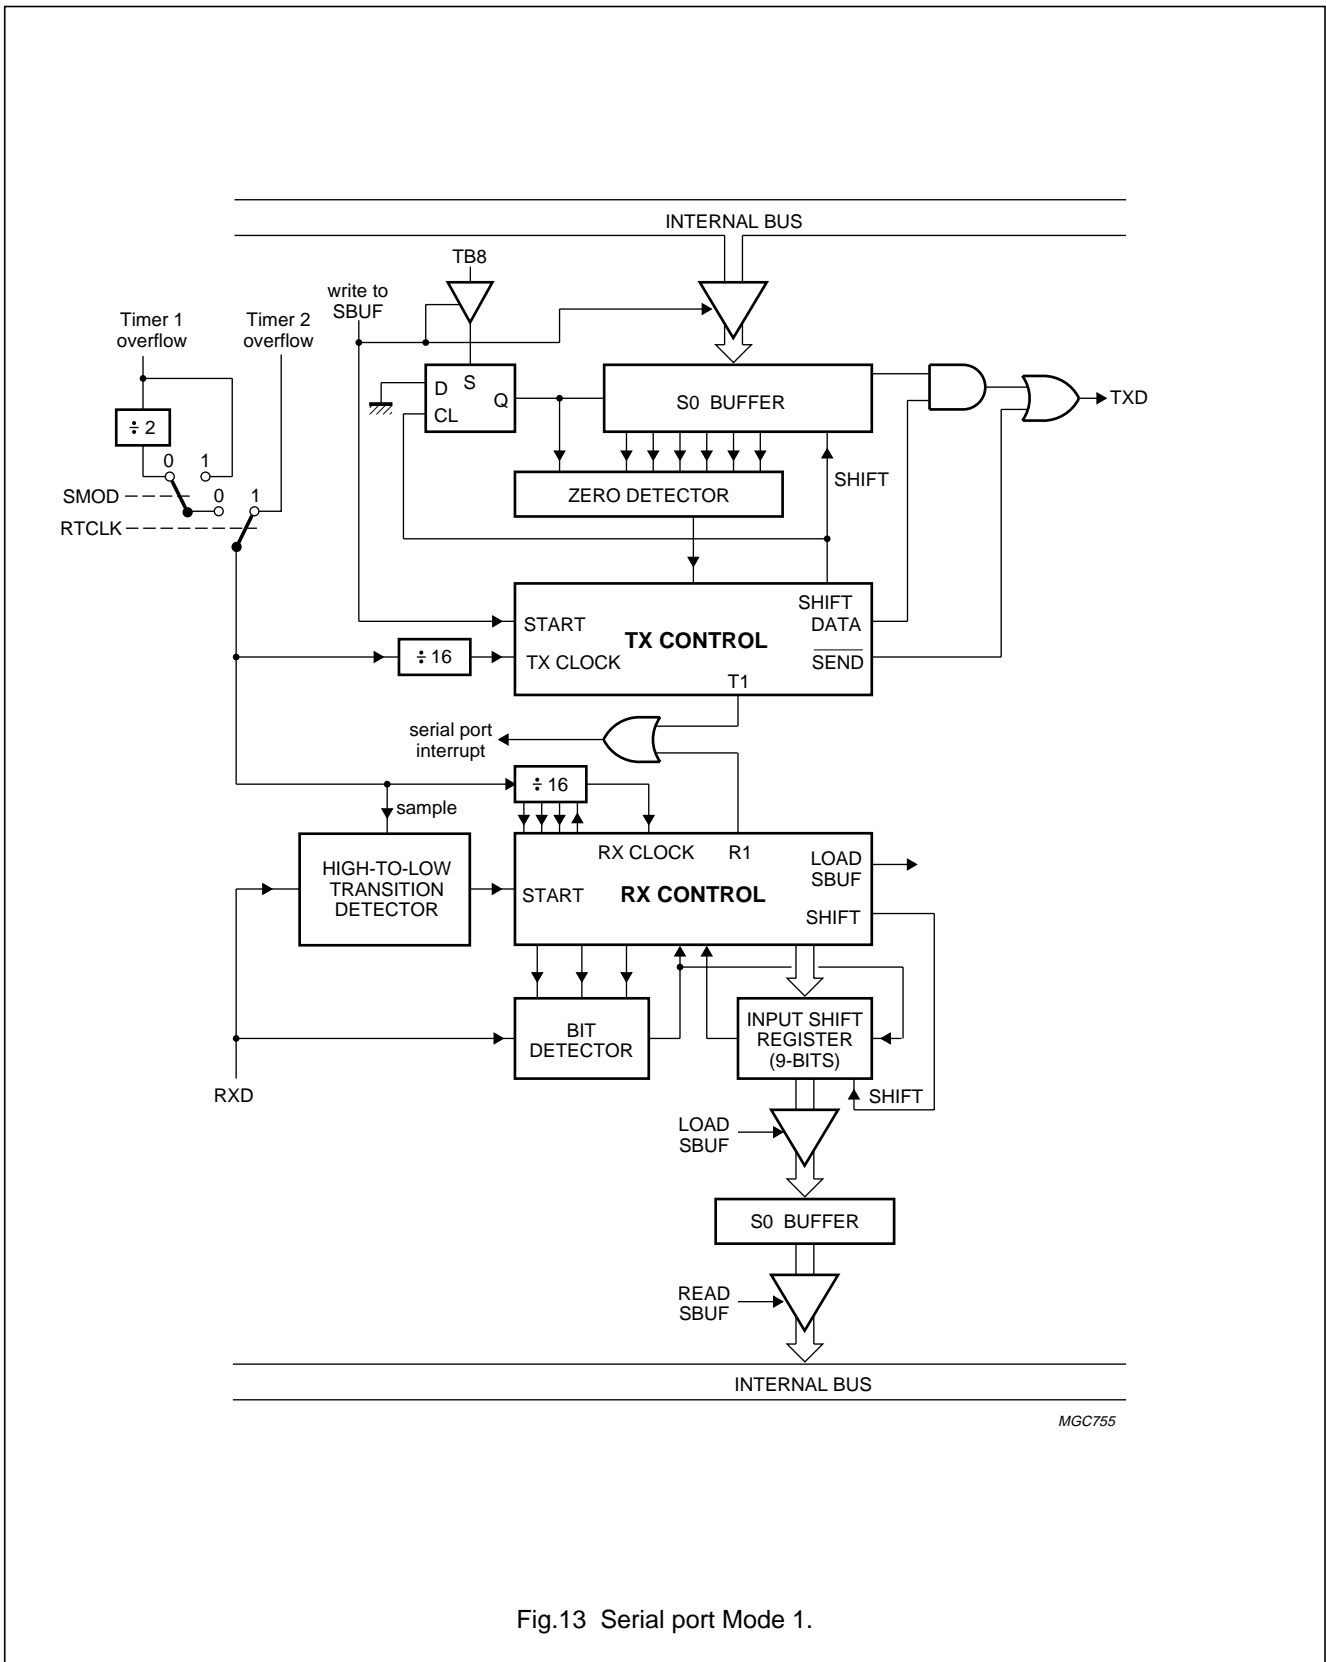 INTERNAL BUS
TB8
write to
SBUF
Timer 1
overflow
Timer 2
overflow
D
S
Q
CL
S0 BUFFER
TXD
÷ 2
0
1
SMOD
0
1
RTCLK
ZERO DETECTOR
SHIFT
SHIFT
START
TX CONTROL
DATA
÷ 16
TX CLOCK
SEND
T1
serial port
interrupt
÷ 16
sample
HIGH-TO-LOW
TRANSITION
DETECTOR
RX CLOCK
R1
LOAD
SBUF
START
RX CONTROL
SHIFT
BIT
DETECTOR
INPUT SHIFT
REGISTER
(9-BITS)
RXD
SHIFT
LOAD
SBUF
S0 BUFFER
READ
SBUF
INTERNAL BUS
MGC755
Fig.13 Serial port Mode 1.